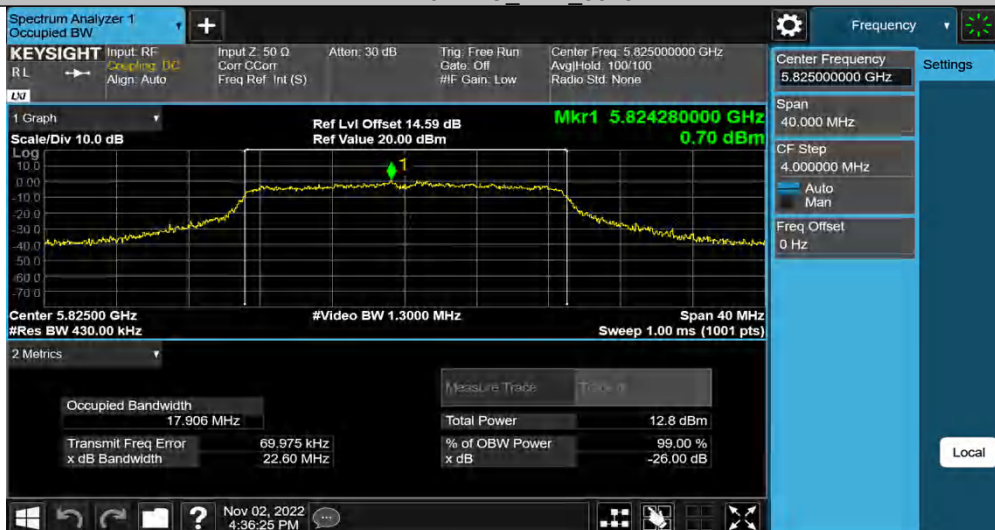 Spectrum Analyzer 1
Occupied BW
+
Frequency
KEYSIGHT
RL
LXI
Input: RF
Coupling: DC
Align: Auto
Input Z: 50 Ω
Corr CCorr
Freq Ref: Int (S)
Atten: 30 dB
Trig: Free Run
Gate: Off
#IF Gain: Low
Center Freq: 5.825000000 GHz
Avg|Hold: 100/100
Radio Std: None
Center Frequency
5.825000000 GHz
Settings
Span
40.000 MHz
CF Step
4.000000 MHz
Auto
Man
Freq Offset
0 Hz
1 Graph
Scale/Div 10.0 dB
Ref Lvl Offset 14.59 dB
Ref Value 20.00 dBm
Mkr1 5.824280000 GHz
0.70 dBm
Log
10.0
0.00
-10.0
-20.0
-30.0
-40.0
-50.0
-60.0
-70.0
1
Center 5.82500 GHz
#Res BW 430.00 kHz
#Video BW 1.3000 MHz
Span 40 MHz
Sweep 1.00 ms (1001 pts)
2 Metrics
Measure Trace
Occupied Bandwidth
17.906 MHz
Total Power 12.8 dBm
Transmit Freq Error 69.975 kHz
% of OBW Power 99.00 %
x dB Bandwidth 22.60 MHz
x dB -26.00 dB
Local
?
Nov 02, 2022
4:36:25 PM